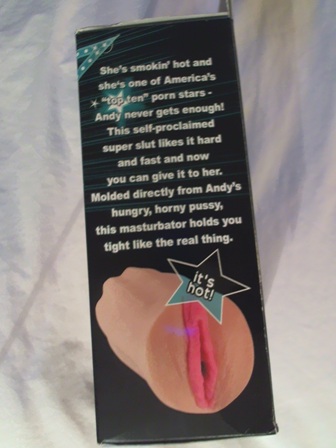 She's smokin' hot and
she's one of America's
"top ten" porn stars -
Andy never gets enough!
This self-proclaimed
super slut likes it hard
and fast and now
you can give it to her.
Molded directly from Andy's
hungry, horny pussy,
this masturbator holds you
tight like the real thing.
it's
hot!